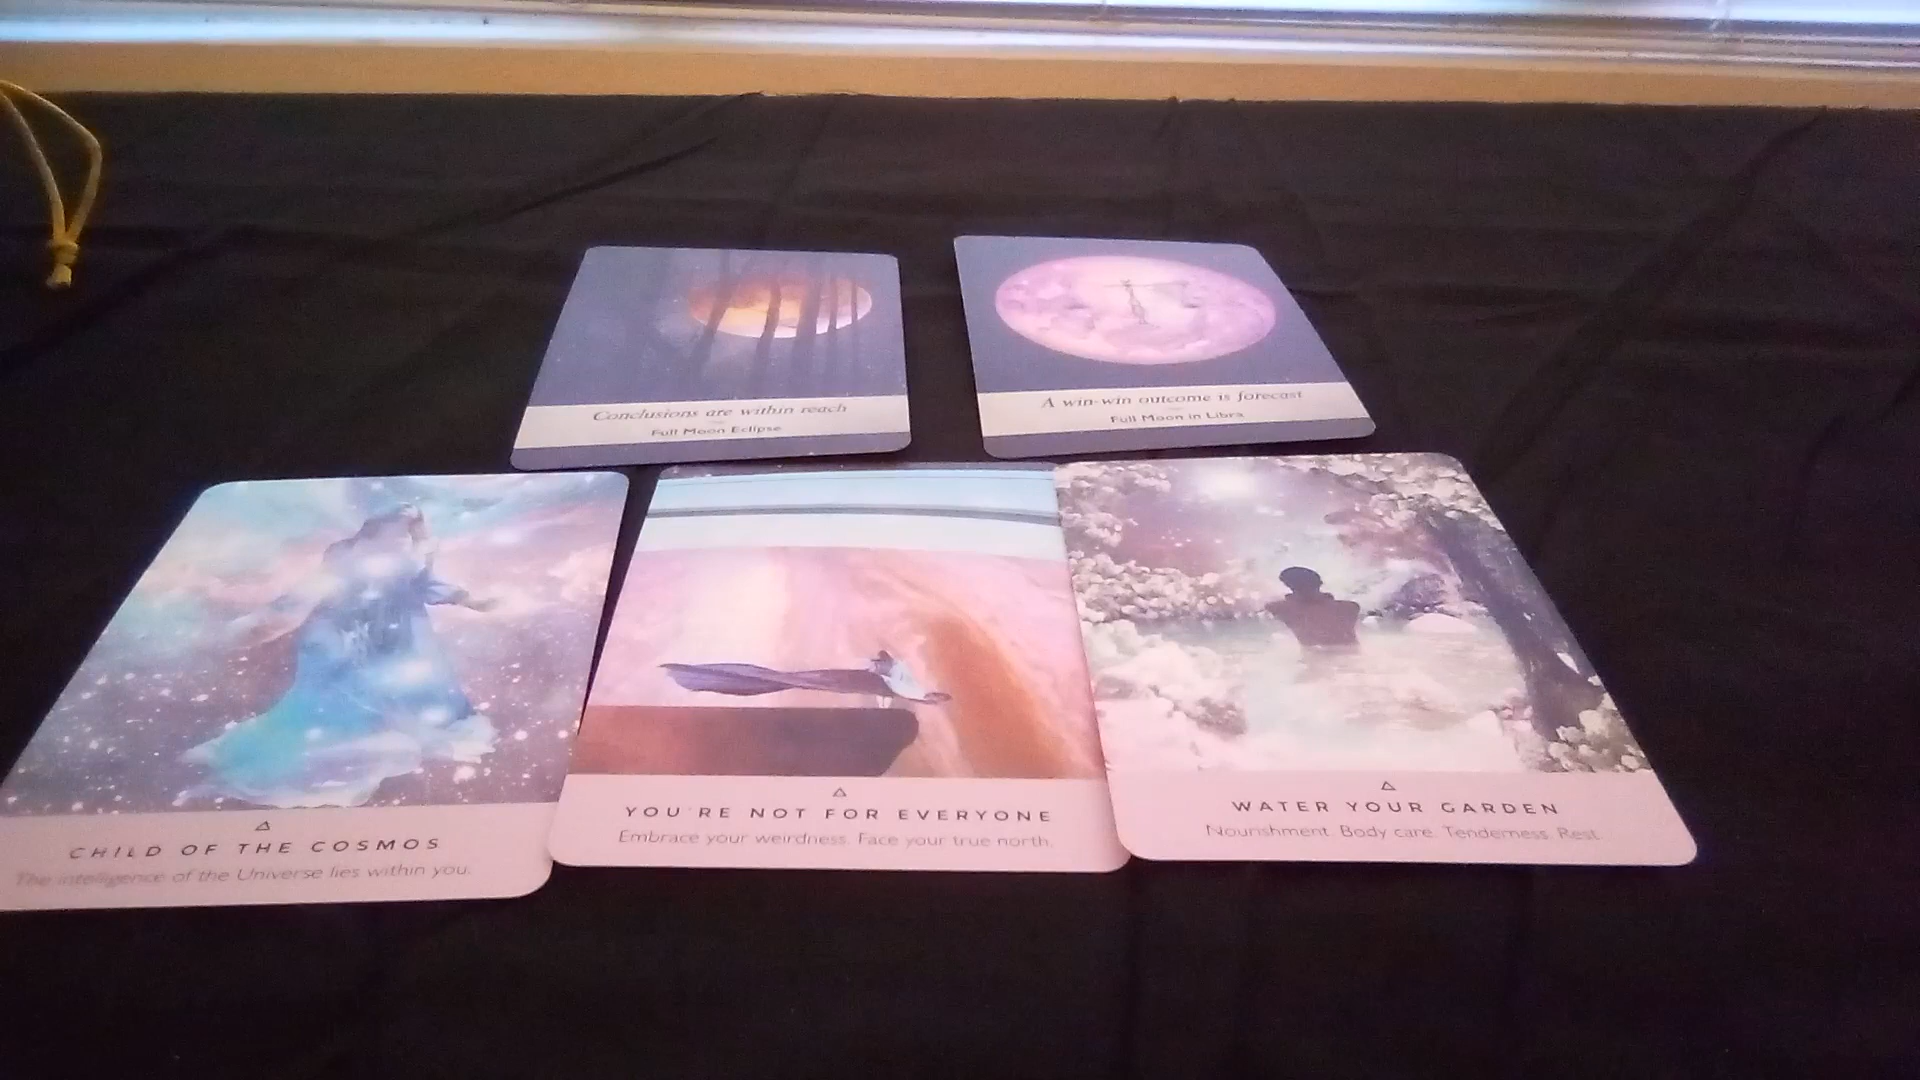 Conclusions are within reach
Full Moon Eclipse
A win-win outcome is forecast
Full Moon in Libra
CHILD OF THE COSMOS
The intelligence of the Universe lies within you.
YOU'RE NOT FOR EVERYONE
Embrace your weirdness. Face your true north.
WATER YOUR GARDEN
Nourishment. Body care. Tenderness. Rest.